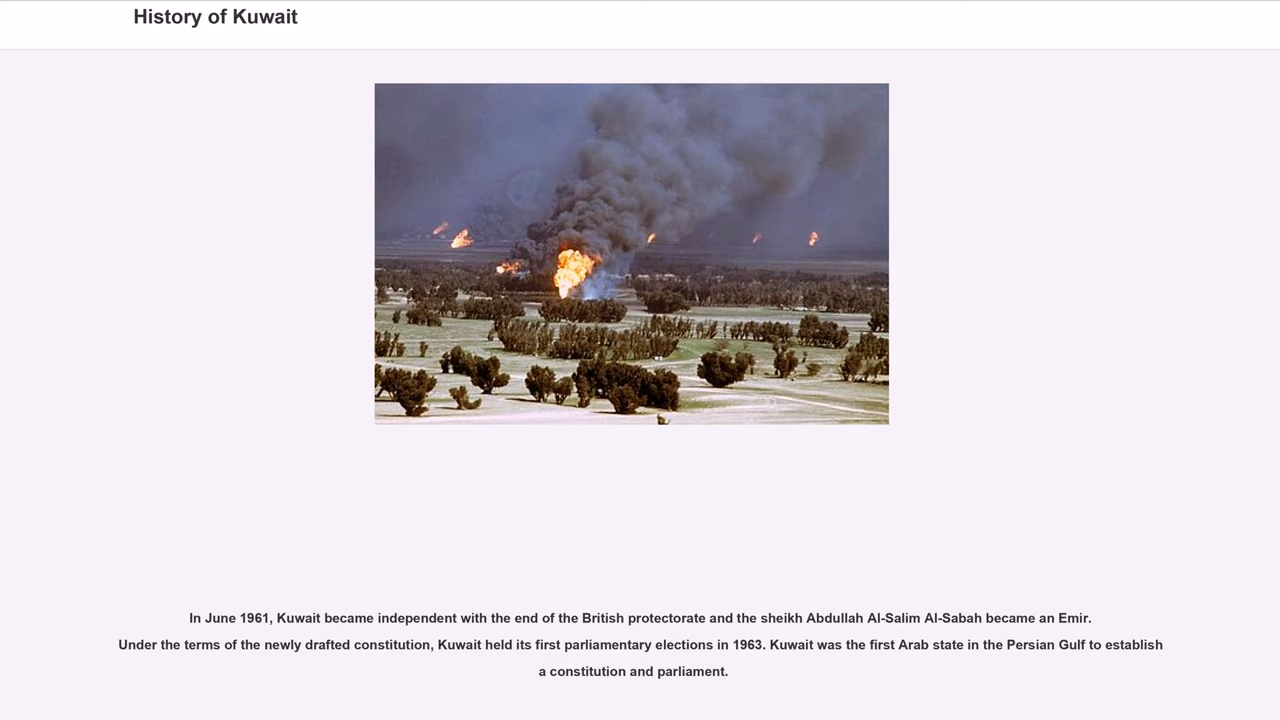 History of Kuwait
In June 1961, Kuwait became independent with the end of the British protectorate and the sheikh Abdullah Al-Salim Al-Sabah became an Emir.
Under the terms of the newly drafted constitution, Kuwait held its first parliamentary elections in 1963. Kuwait was the first Arab state in the Persian Gulf to establish
a constitution and parliament.